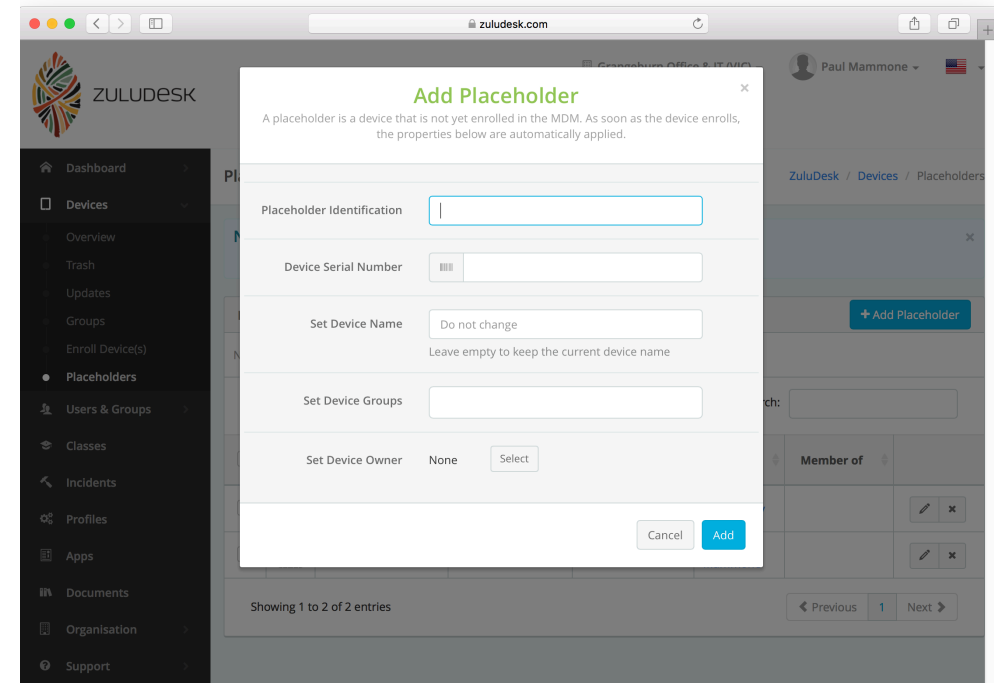 zuludesk.com
ZULUDESK
Grangeburn Office & IT (VIC)
Paul Mammone
Dashboard
Devices
Overview
Trash
Updates
Groups
Enroll Device(s)
Placeholders
Users & Groups
Classes
Incidents
Profiles
Apps
Documents
Organisation
Support
ZuluDesk / Devices / Placeholders
+ Add Placeholder
Member of
Showing 1 to 2 of 2 entries
Previous 1 Next
Add Placeholder
A placeholder is a device that is not yet enrolled in the MDM. As soon as the device enrolls,
the properties below are automatically applied.
Placeholder Identification
Device Serial Number
Set Device Name Do not change
Leave empty to keep the current device name
Set Device Groups
Set Device Owner None Select
Cancel Add